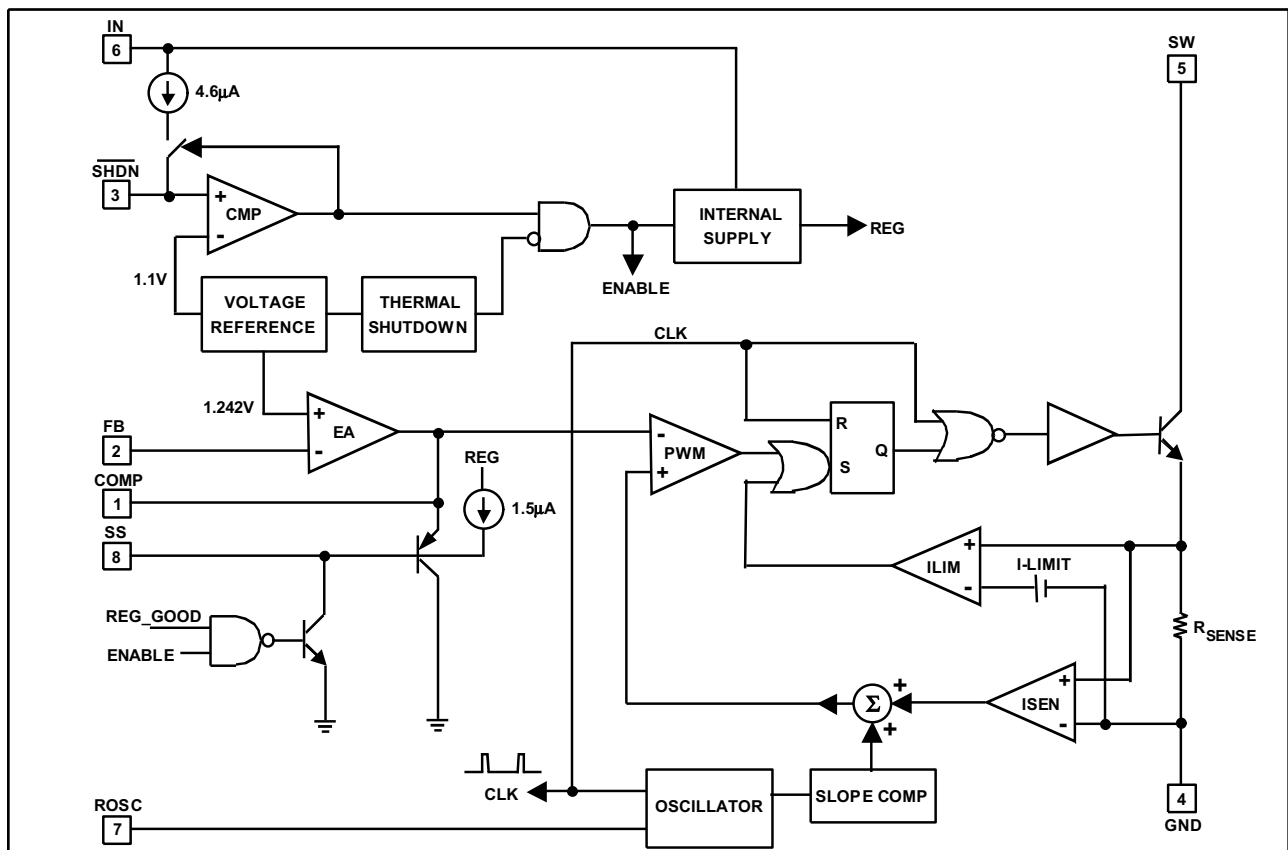 IN
6
SW
5
4.6µA
SHDN
3
+
CMP
-
INTERNAL
SUPPLY
REG
1.1V
ENABLE
VOLTAGE
REFERENCE
THERMAL
SHUTDOWN
CLK
1.242V
+
EA
-
FB
2
-
PWM
+
R
S
Q
COMP
1
REG
1.5µA
SS
8
+
ILIM
-
I-LIMIT
REG_GOOD
ENABLE
RSENSE
+
Σ
+
+
ISEN
-
CLK
OSCILLATOR
SLOPE COMP
ROSC
7
4
GND